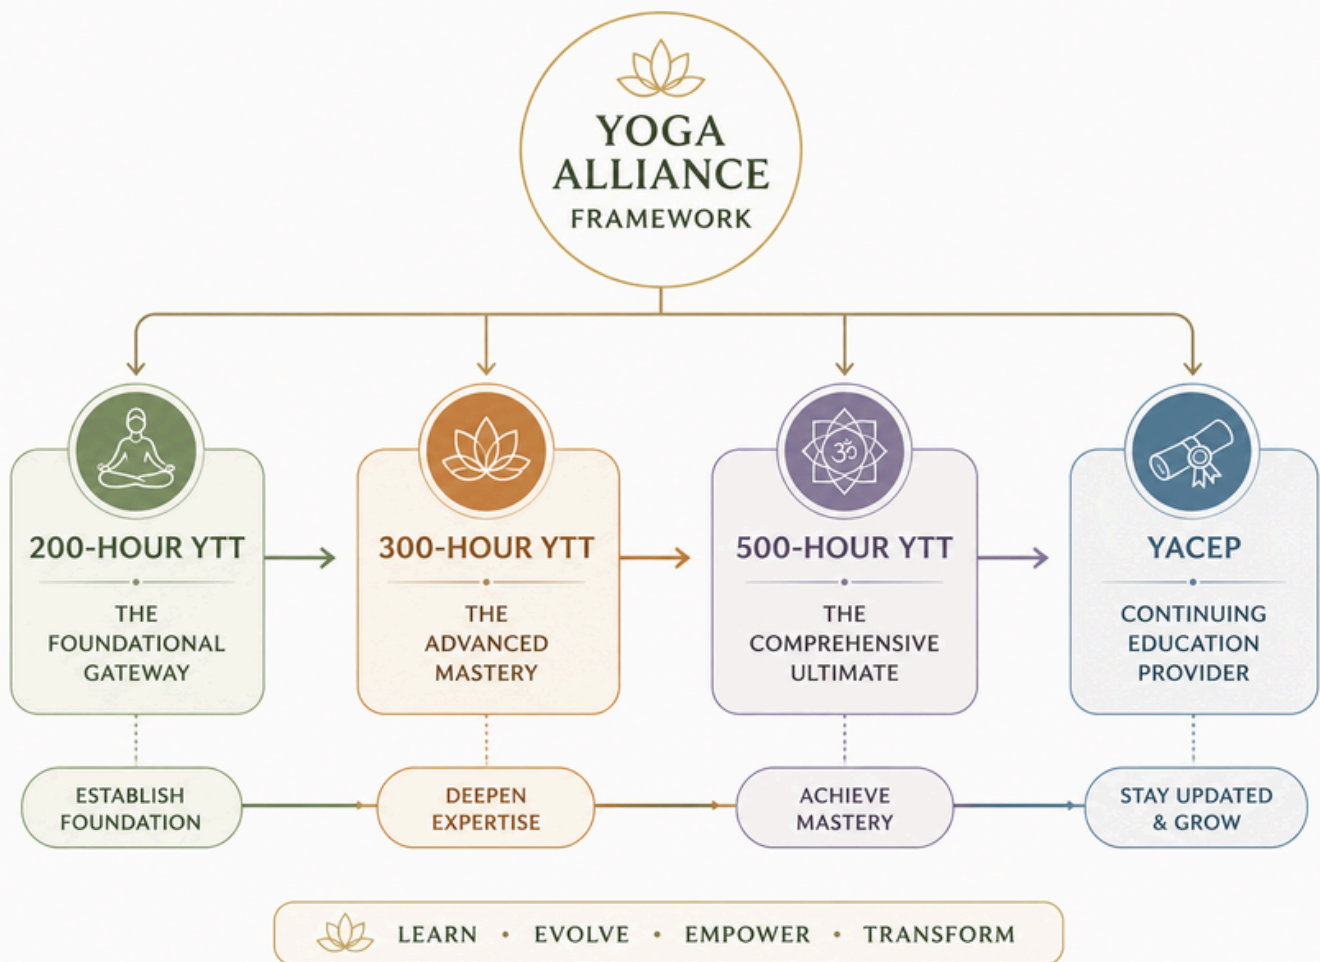 YOGA
ALLIANCE
FRAMEWORK
ॐ
200-HOUR YTT
THE
FOUNDATIONAL
GATEWAY
300-HOUR YTT
THE
ADVANCED
MASTERY
500-HOUR YTT
THE
COMPREHENSIVE
ULTIMATE
YACEP
CONTINUING
EDUCATION
PROVIDER
ESTABLISH
FOUNDATION
DEEPEN
EXPERTISE
ACHIEVE
MASTERY
STAY UPDATED
& GROW
LEARN • EVOLVE • EMPOWER • TRANSFORM